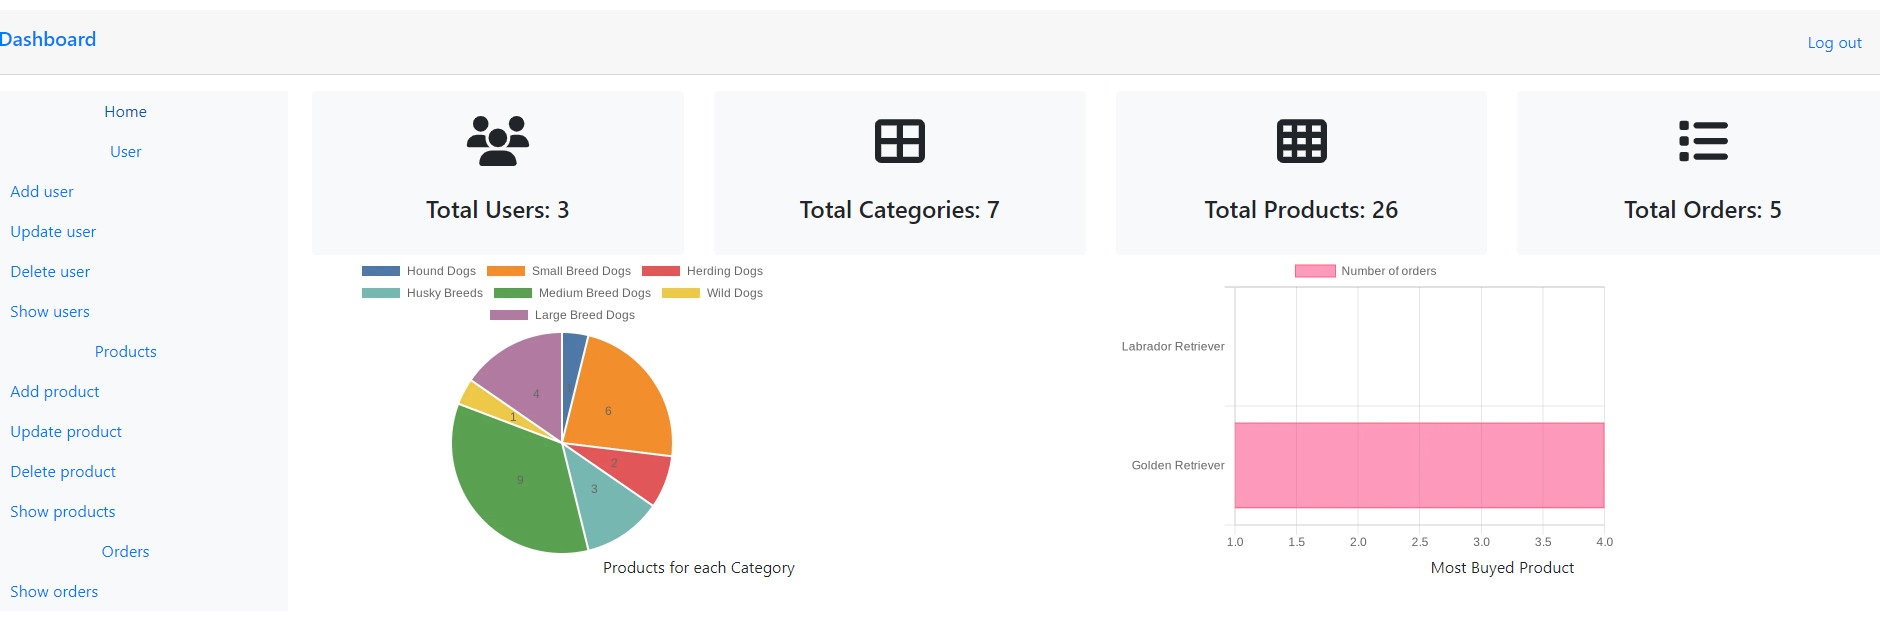 Dashboard
Log out
Home
User
Add user
Update user
Delete user
Show users
Products
Add product
Update product
Delete product
Show products
Orders
Show orders
Total Users: 3
Total Categories: 7
Total Products: 26
Total Orders: 5
Hound Dogs Small Breed Dogs Herding Dogs
Husky Breeds Medium Breed Dogs Wild Dogs
Large Breed Dogs
1
4
6
1
2
9
3
Products for each Category
Number of orders
Labrador Retriever
Golden Retriever
1.0 1.5 2.0 2.5 3.0 3.5 4.0
Most Buyed Product